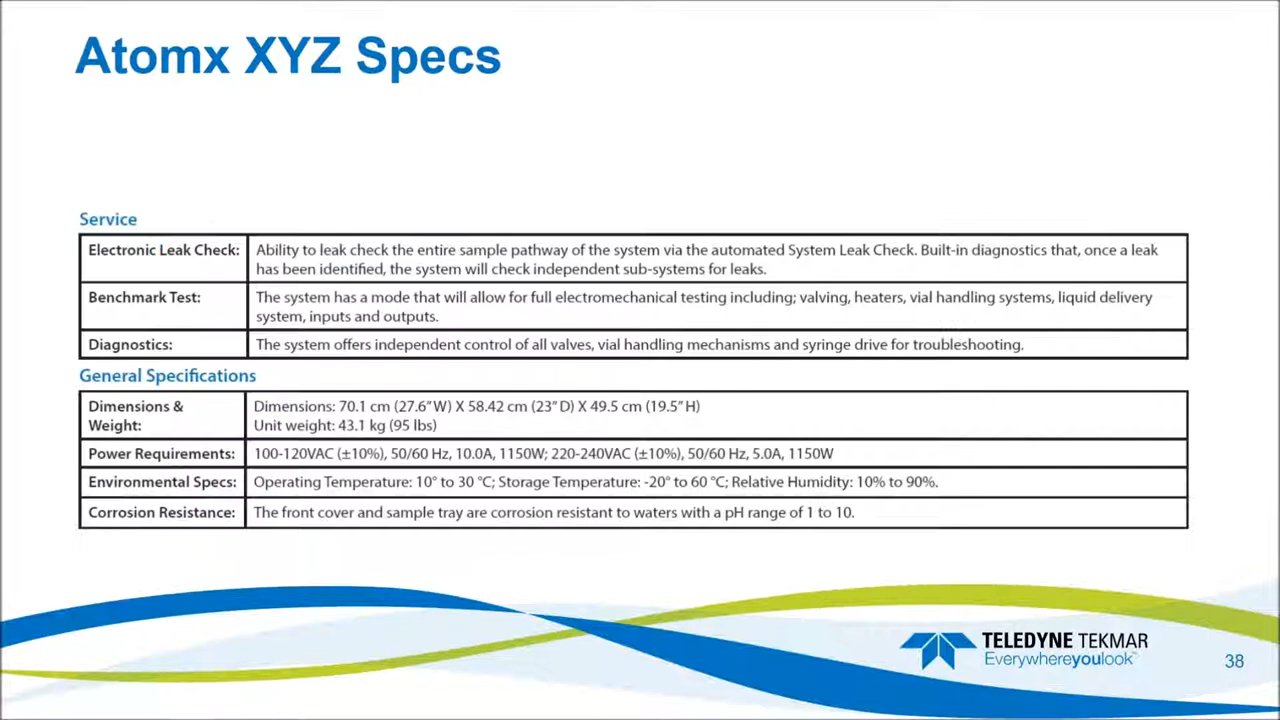 Atomx XYZ Specs
Service
Electronic Leak Check: Ability to leak check the entire sample pathway of the system via the automated System Leak Check. Built-in diagnostics that, once a leak
has been identified, the system will check independent sub-systems for leaks.
Benchmark Test: The system has a mode that will allow for full electromechanical testing including; valving, heaters, vial handling systems, liquid delivery
system, inputs and outputs.
Diagnostics: The system offers independent control of all valves, vial handling mechanisms and syringe drive for troubleshooting.
General Specifications
Dimensions & Dimensions: 70.1 cm (27.6" W) X 58.42 cm (23" D) X 49.5 cm (19.5" H)
Weight: Unit weight: 43.1 kg (95 lbs)
Power Requirements: 100-120VAC (±10%), 50/60 Hz, 10.0A, 1150W; 220-240VAC (±10%), 50/60 Hz, 5.0A, 1150W
Environmental Specs: Operating Temperature: 10° to 30 °C; Storage Temperature: -20° to 60 °C; Relative Humidity: 10% to 90%.
Corrosion Resistance: The front cover and sample tray are corrosion resistant to waters with a pH range of 1 to 10.
TELEDYNE TEKMAR
Everywhereyoulook™
38